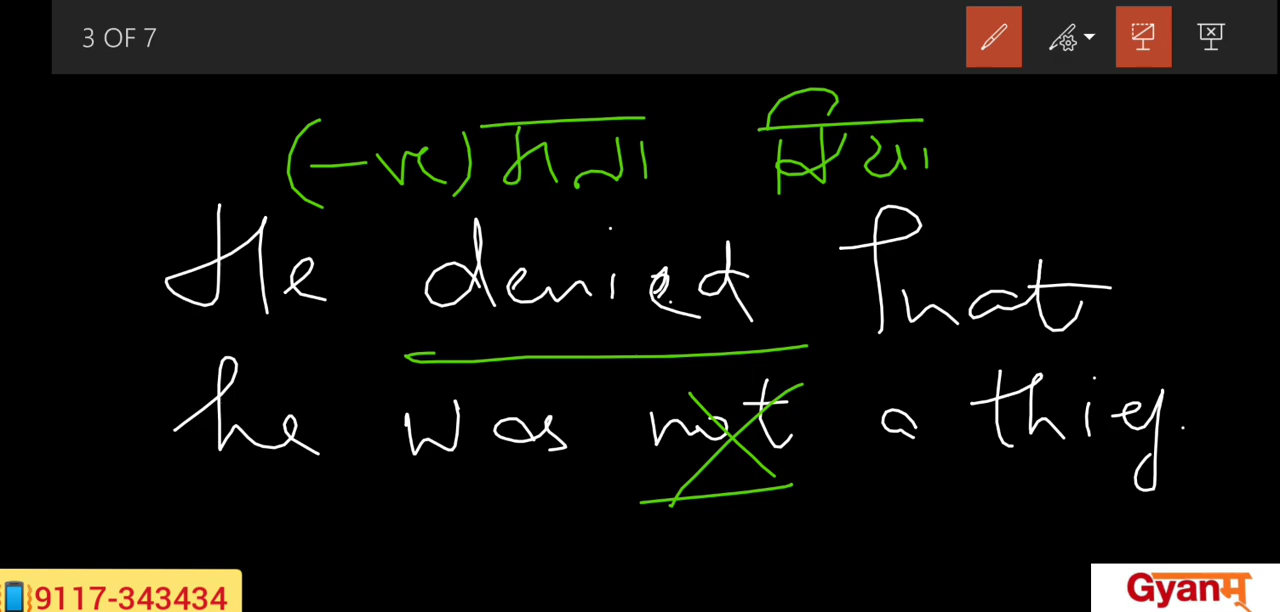 3 OF 7
(-ve) मना किया
He denied that
he was not a thief.
9117-343434
Gyanम्